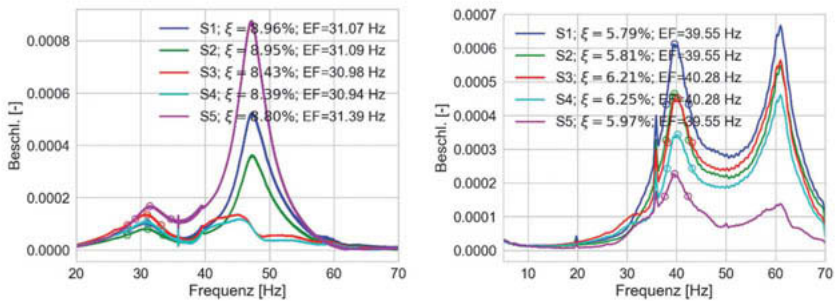 0.0008
0.0006
0.0004
0.0002
0.0000
Beschl. [-]
S1; ξ = 8.96%; EF=31.07 Hz
S2; ξ = 8.95%; EF=31.09 Hz
S3; ξ = 8.43%; EF=30.98 Hz
S4; ξ = 8.39%; EF=30.94 Hz
S5; ξ = 8.80%; EF=31.39 Hz
20 30 40 50 60 70
Frequenz [Hz]
0.0007
0.0006
0.0005
0.0004
0.0003
0.0002
0.0001
0.0000
Beschl. [-]
S1; ξ = 5.79%; EF=39.55 Hz
S2; ξ = 5.81%; EF=39.55 Hz
S3; ξ = 6.21%; EF=40.28 Hz
S4; ξ = 6.25%; EF=40.28 Hz
S5; ξ = 5.97%; EF=39.55 Hz
10 20 30 40 50 60 70
Frequenz [Hz]